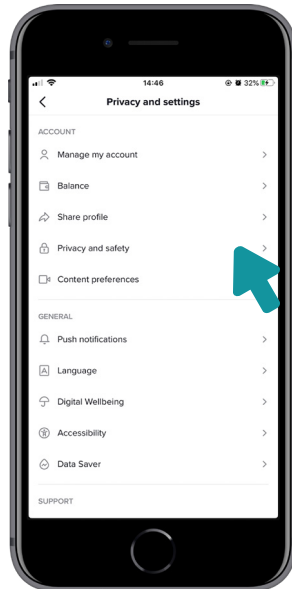 14:46 32%
Privacy and settings
ACCOUNT
Manage my account
Balance
Share profile
Privacy and safety
Content preferences
GENERAL
Push notifications
A Language
Digital Wellbeing
Accessibility
Data Saver
SUPPORT